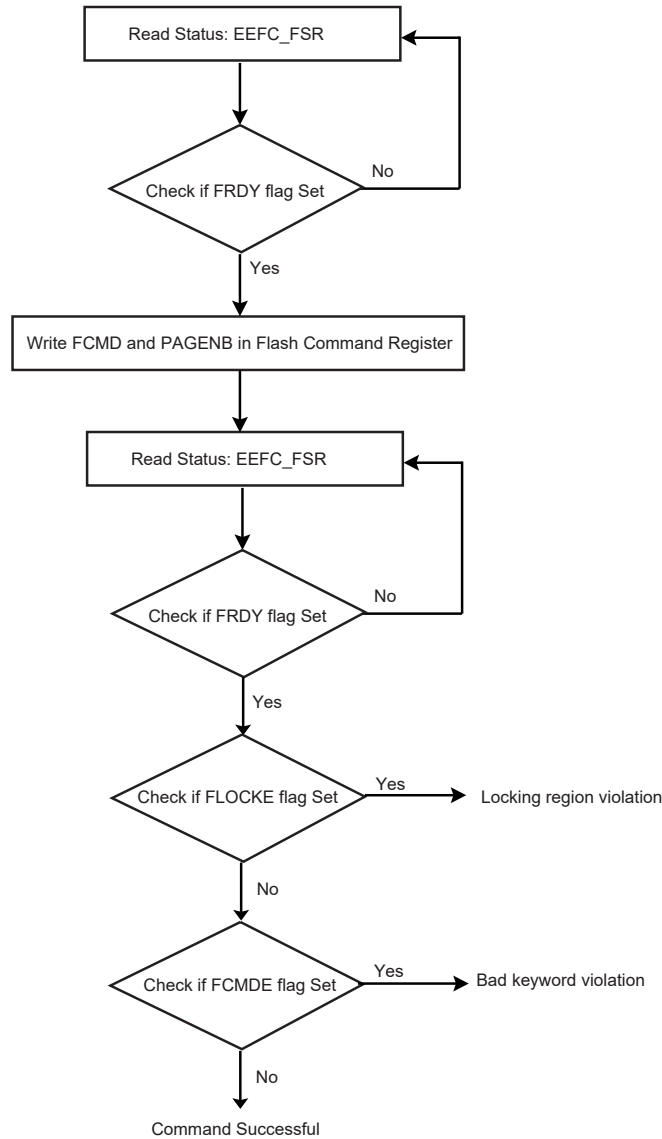 Read Status: EEFC_FSR
No
Check if FRDY flag Set
Yes
Write FCMD and PAGENB in Flash Command Register
Read Status: EEFC_FSR
No
Check if FRDY flag Set
Yes
Check if FLOCKE flag Set
Yes
Locking region violation
No
Check if FCMDE flag Set
Yes
Bad keyword violation
No
Command Successful